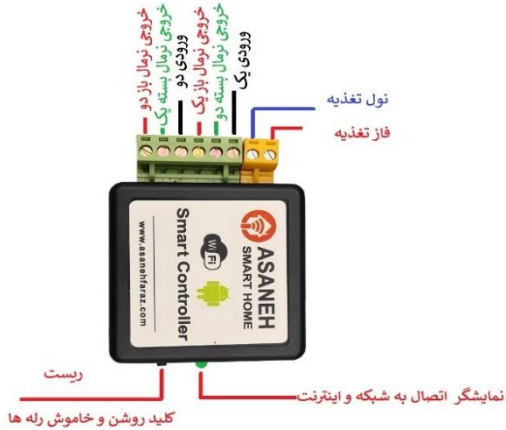 خروجی نرمال باز دو
خروجی نرمال بسته یک
ورودی دو
خروجی نرمال باز یک
خروجی نرمال بسته دو
ورودی یک
نول تغذیه
فاز تغذیه
ASANEH
SMART HOME
WiFi
Smart Controller
www.asanehfaraz.com
نمایشگر اتصال به شبکه و اینترنت
ریست
کلید روشن و خاموش رله ها